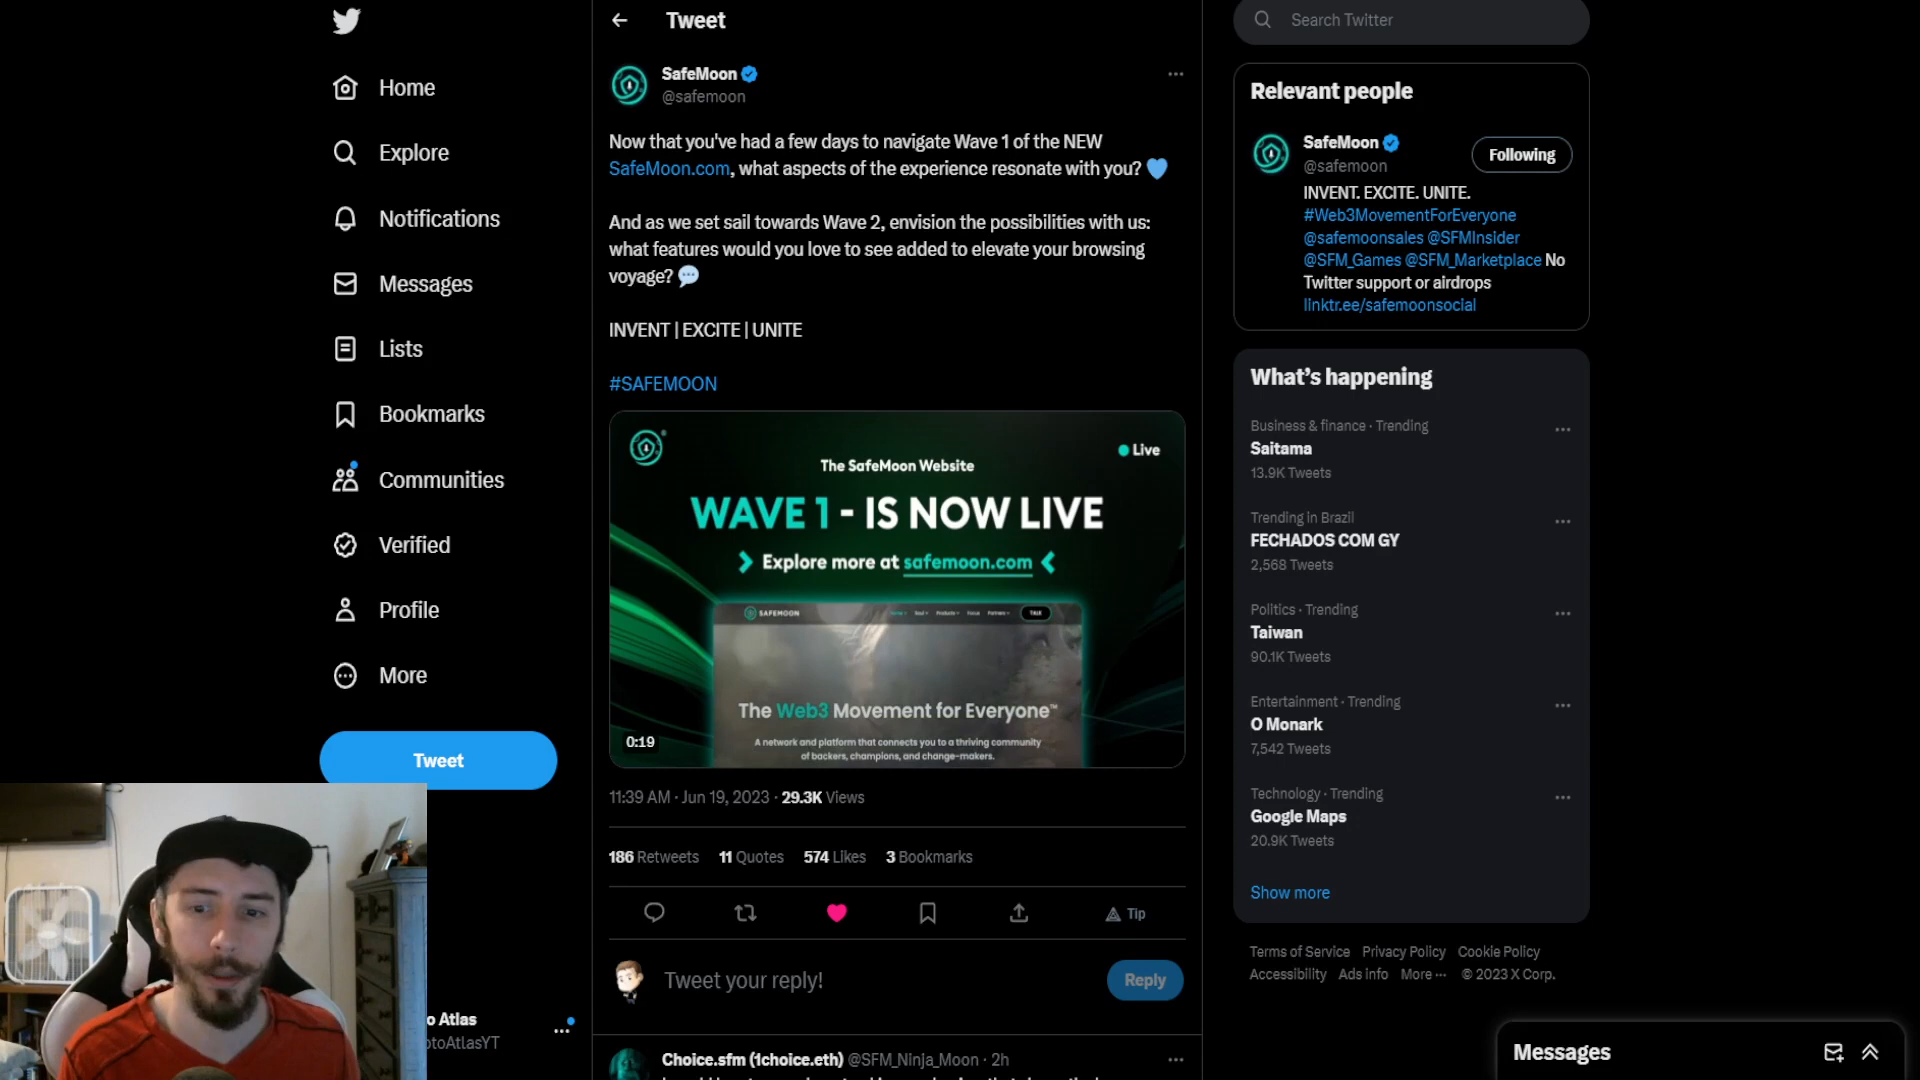 Home
Explore
Notifications
Messages
Lists
Bookmarks
Communities
Verified
Profile
More
Tweet
o Atlas
otoAtlasYT
Tweet
SafeMoon
@safemoon
Now that you've had a few days to navigate Wave 1 of the NEW
SafeMoon.com, what aspects of the experience resonate with you? 💙
And as we set sail towards Wave 2, envision the possibilities with us:
what features would you love to see added to elevate your browsing
voyage? 💬
INVENT | EXCITE | UNITE
#SAFEMOON
Live
The SafeMoon Website
WAVE 1 - IS NOW LIVE
Explore more at safemoon.com
SAFEMOON
Home
Products
Partners
TALK
The Web3 Movement for Everyone™
A network and platform that connects you to a thriving community
of backers, champions, and change-makers.
0:19
11:39 AM · Jun 19, 2023 · 29.3K Views
186 Retweets 11 Quotes 574 Likes 3 Bookmarks
Tip
Tweet your reply!
Reply
Choice.sfm (1choice.eth) @SFM_Ninja_Moon · 2h
Search Twitter
Relevant people
SafeMoon
@safemoon
Following
INVENT. EXCITE. UNITE.
#Web3MovementForEveryone
@safemoonsales @SFMInsider
@SFM_Games @SFM_Marketplace No
Twitter support or airdrops
linktr.ee/safemoonsocial
What's happening
Business & finance · Trending
Saitama
13.9K Tweets
Trending in Brazil
FECHADOS COM GY
2,568 Tweets
Politics · Trending
Taiwan
90.1K Tweets
Entertainment · Trending
O Monark
7,542 Tweets
Technology · Trending
Google Maps
20.9K Tweets
Show more
Terms of Service Privacy Policy Cookie Policy
Accessibility Ads info More ··· © 2023 X Corp.
Messages